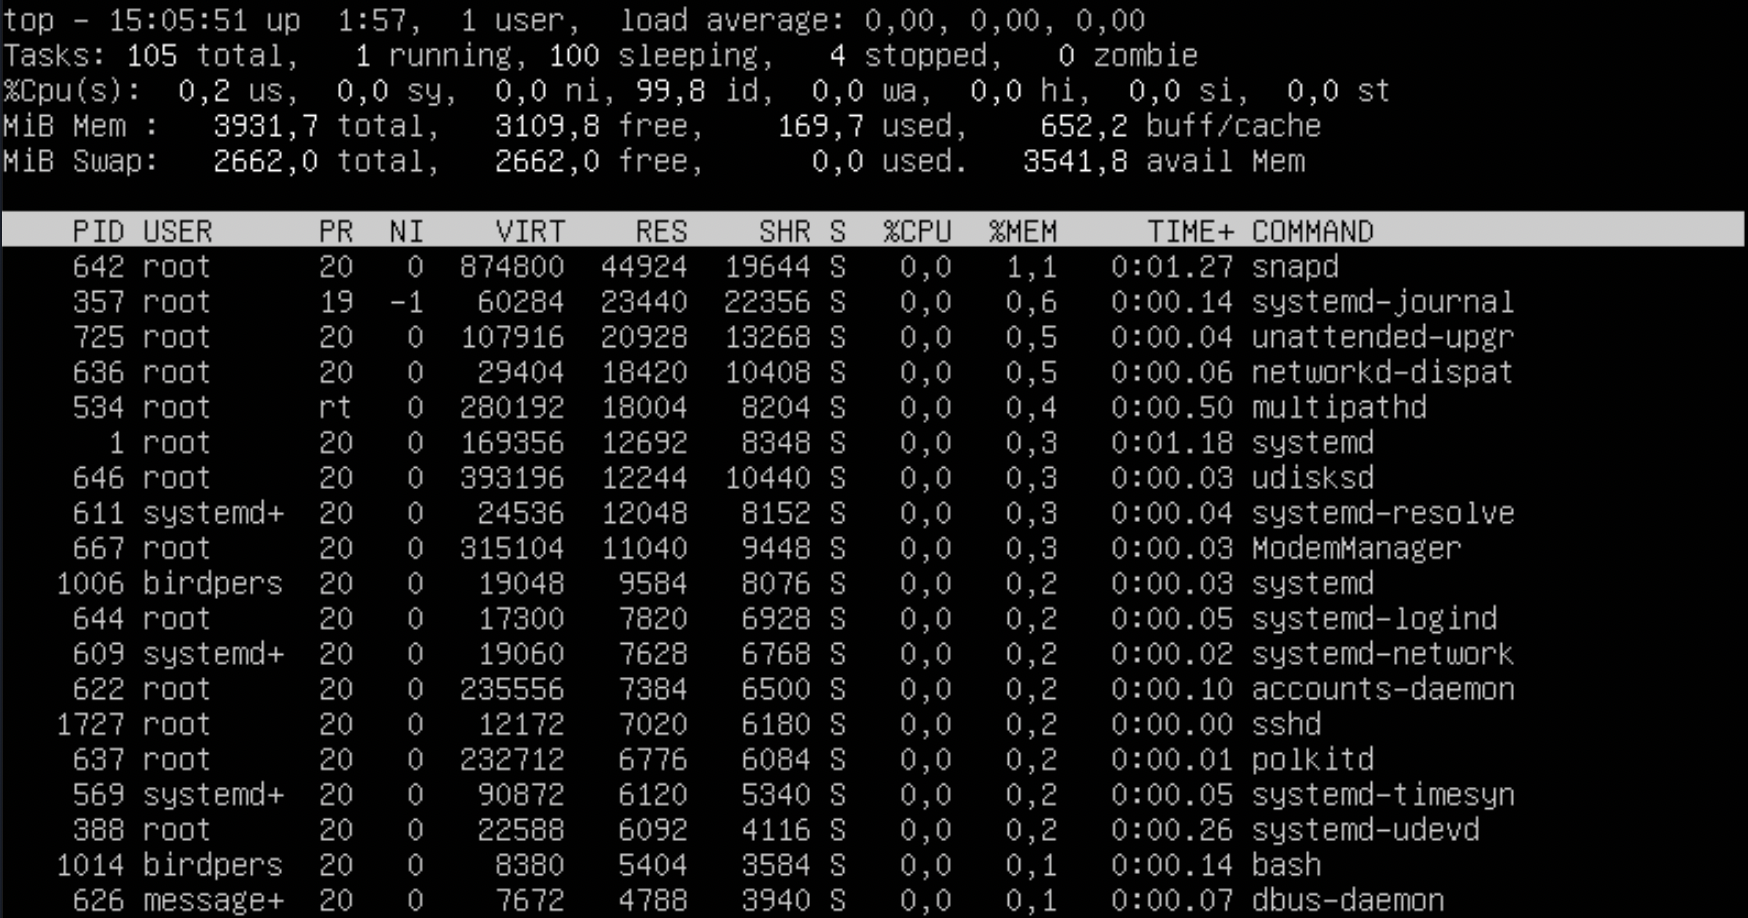 top - 15:05:51 up  1:57,  1 user,  load average: 0,00, 0,00, 0,00
Tasks: 105 total,   1 running, 100 sleeping,   4 stopped,   0 zombie
%Cpu(s):  0,2 us,  0,0 sy,  0,0 ni, 99,8 id,  0,0 wa,  0,0 hi,  0,0 si,  0,0 st
MiB Mem :   3931,7 total,   3109,8 free,    169,7 used,    652,2 buff/cache
MiB Swap:   2662,0 total,   2662,0 free,      0,0 used.   3541,8 avail Mem
PID USER      PR  NI    VIRT    RES    SHR S  %CPU  %MEM     TIME+ COMMAND
642 root      20   0  874800  44924  19644 S   0,0   1,1   0:01.27 snapd
357 root      19  -1   60284  23440  22356 S   0,0   0,6   0:00.14 systemd-journal
725 root      20   0  107916  20928  13268 S   0,0   0,5   0:00.04 unattended-upgr
636 root      20   0   29404  18420  10408 S   0,0   0,5   0:00.06 networkd-dispat
534 root      rt   0  280192  18004   8204 S   0,0   0,4   0:00.50 multipathd
1 root      20   0  169356  12692   8348 S   0,0   0,3   0:01.18 systemd
646 root      20   0  393196  12244  10440 S   0,0   0,3   0:00.03 udisksd
611 systemd+  20   0   24536  12048   8152 S   0,0   0,3   0:00.04 systemd-resolve
667 root      20   0  315104  11040   9448 S   0,0   0,3   0:00.03 ModemManager
1006 birdpers  20   0   19048   9584   8076 S   0,0   0,2   0:00.03 systemd
644 root      20   0   17300   7820   6928 S   0,0   0,2   0:00.05 systemd-logind
609 systemd+  20   0   19060   7628   6768 S   0,0   0,2   0:00.02 systemd-network
622 root      20   0  235556   7384   6500 S   0,0   0,2   0:00.10 accounts-daemon
1727 root      20   0   12172   7020   6180 S   0,0   0,2   0:00.00 sshd
637 root      20   0  232712   6776   6084 S   0,0   0,2   0:00.01 polkitd
569 systemd+  20   0   90872   6120   5340 S   0,0   0,2   0:00.05 systemd-timesyn
388 root      20   0   22588   6092   4116 S   0,0   0,2   0:00.26 systemd-udevd
1014 birdpers  20   0    8380   5404   3584 S   0,0   0,1   0:00.14 bash
626 message+  20   0    7672   4788   3940 S   0,0   0,1   0:00.07 dbus-daemon